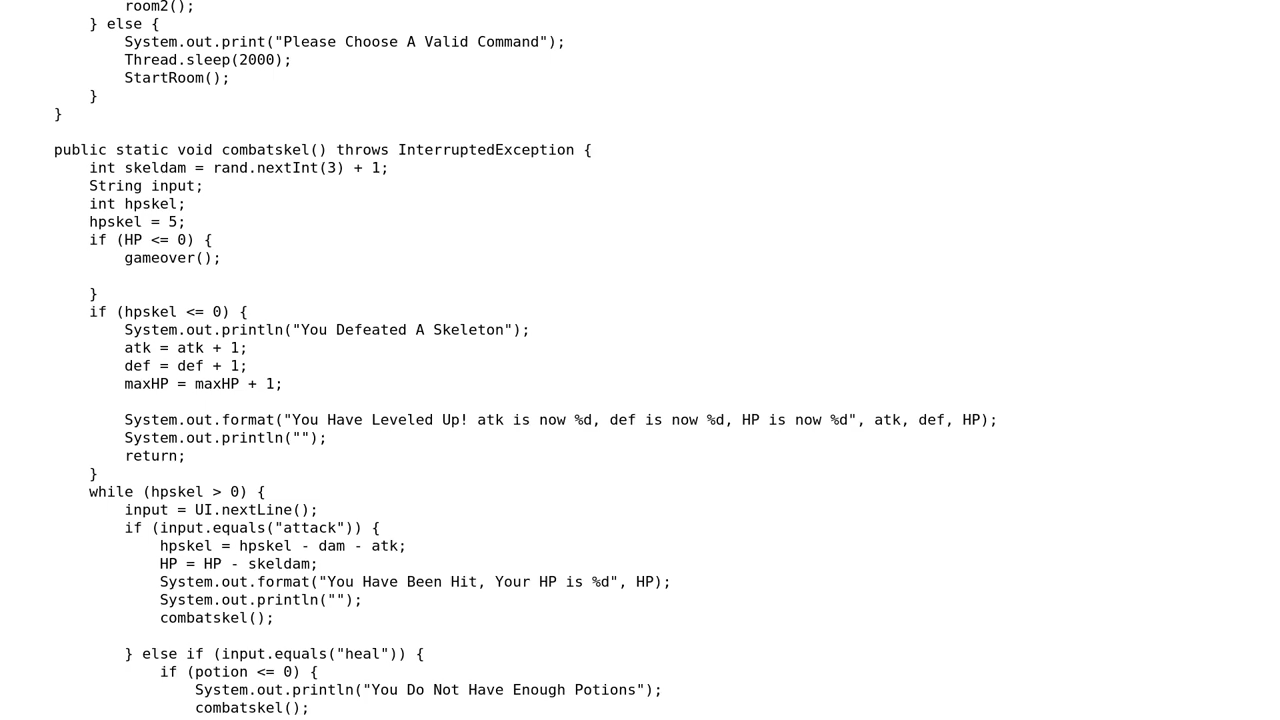 room2();
} else {
System.out.print("Please Choose A Valid Command");
Thread.sleep(2000);
StartRoom();
}
}
public static void combatskel() throws InterruptedException {
int skeldam = rand.nextInt(3) + 1;
String input;
int hpskel;
hpskel = 5;
if (HP <= 0) {
gameover();
}
if (hpskel <= 0) {
System.out.println("You Defeated A Skeleton");
atk = atk + 1;
def = def + 1;
maxHP = maxHP + 1;
System.out.format("You Have Leveled Up! atk is now %d, def is now %d, HP is now %d", atk, def, HP);
System.out.println("");
return;
}
while (hpskel > 0) {
input = UI.nextLine();
if (input.equals("attack")) {
hpskel = hpskel - dam - atk;
HP = HP - skeldam;
System.out.format("You Have Been Hit, Your HP is %d", HP);
System.out.println("");
combatskel();
} else if (input.equals("heal")) {
if (potion <= 0) {
System.out.println("You Do Not Have Enough Potions");
combatskel();